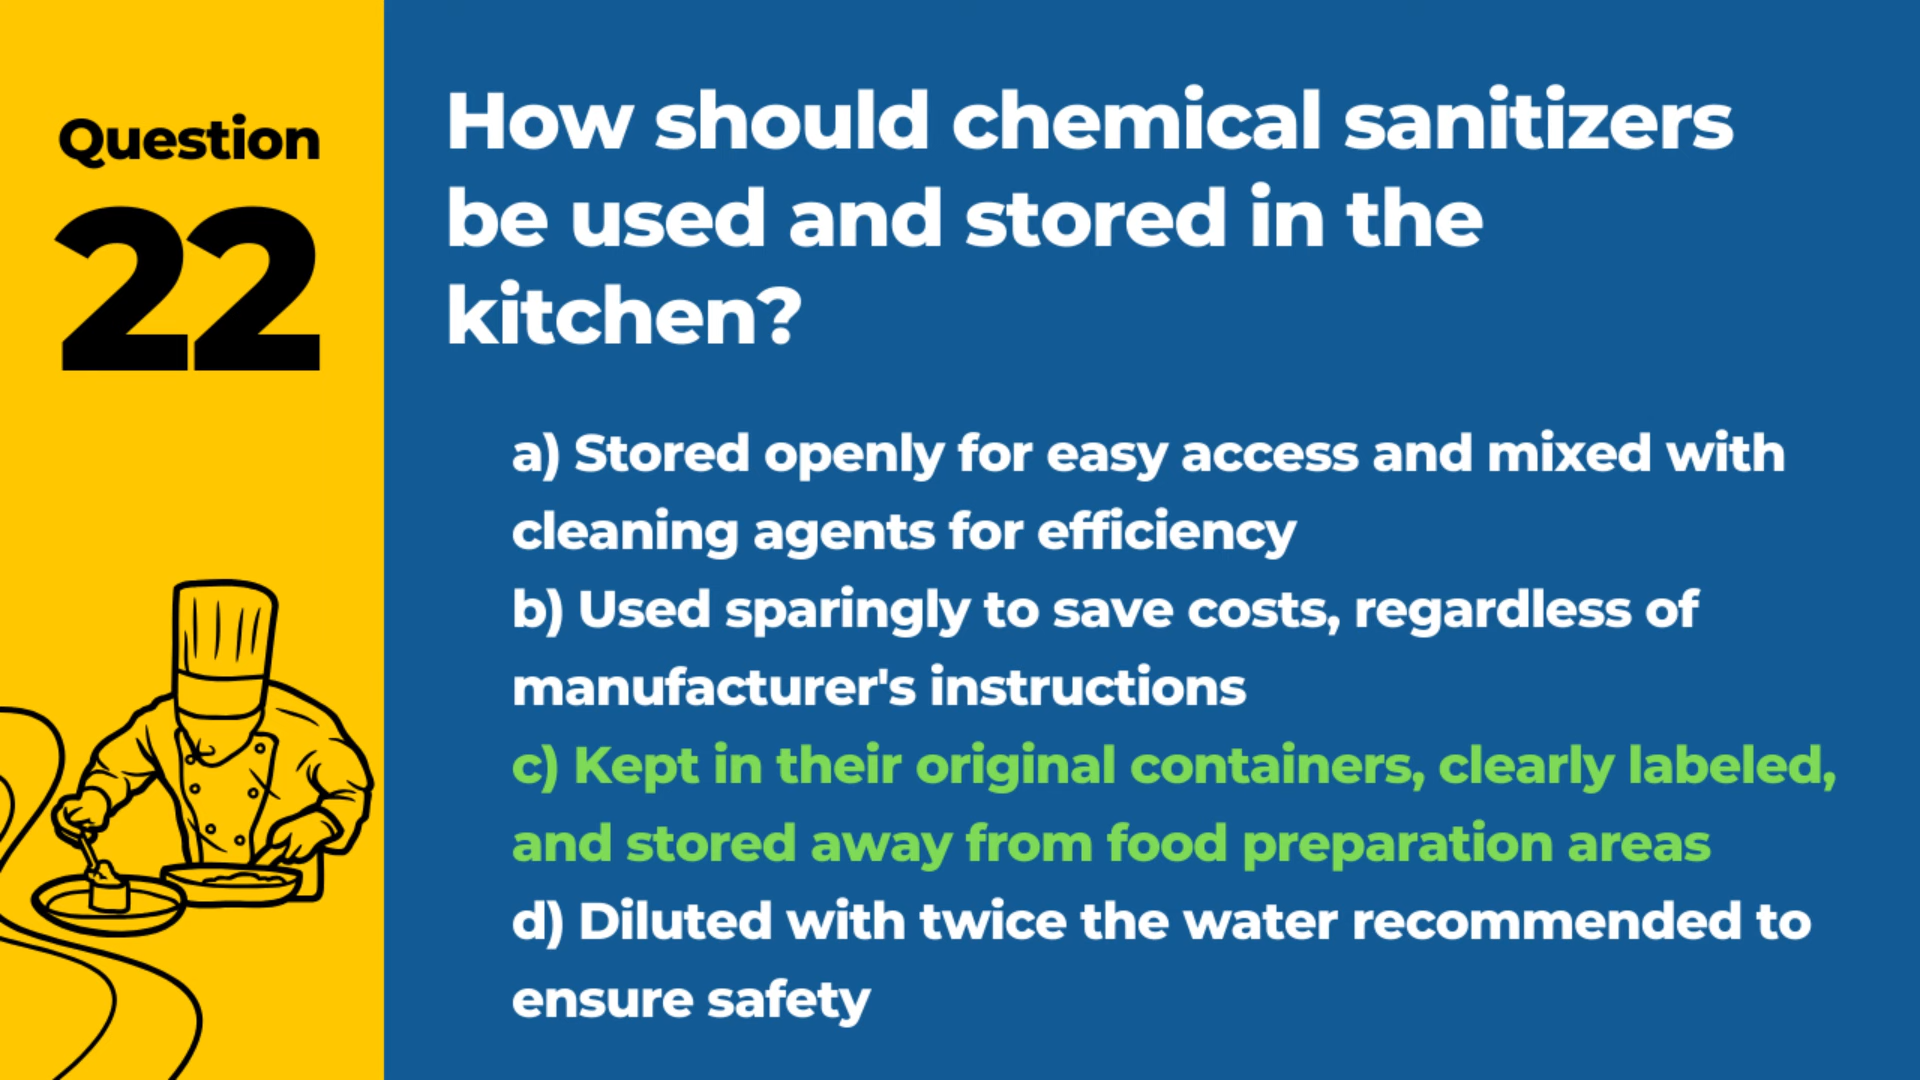 Question
22
How should chemical sanitizers
be used and stored in the
kitchen?
a) Stored openly for easy access and mixed with
cleaning agents for efficiency
b) Used sparingly to save costs, regardless of
manufacturer's instructions
c) Kept in their original containers, clearly labeled,
and stored away from food preparation areas
d) Diluted with twice the water recommended to
ensure safety